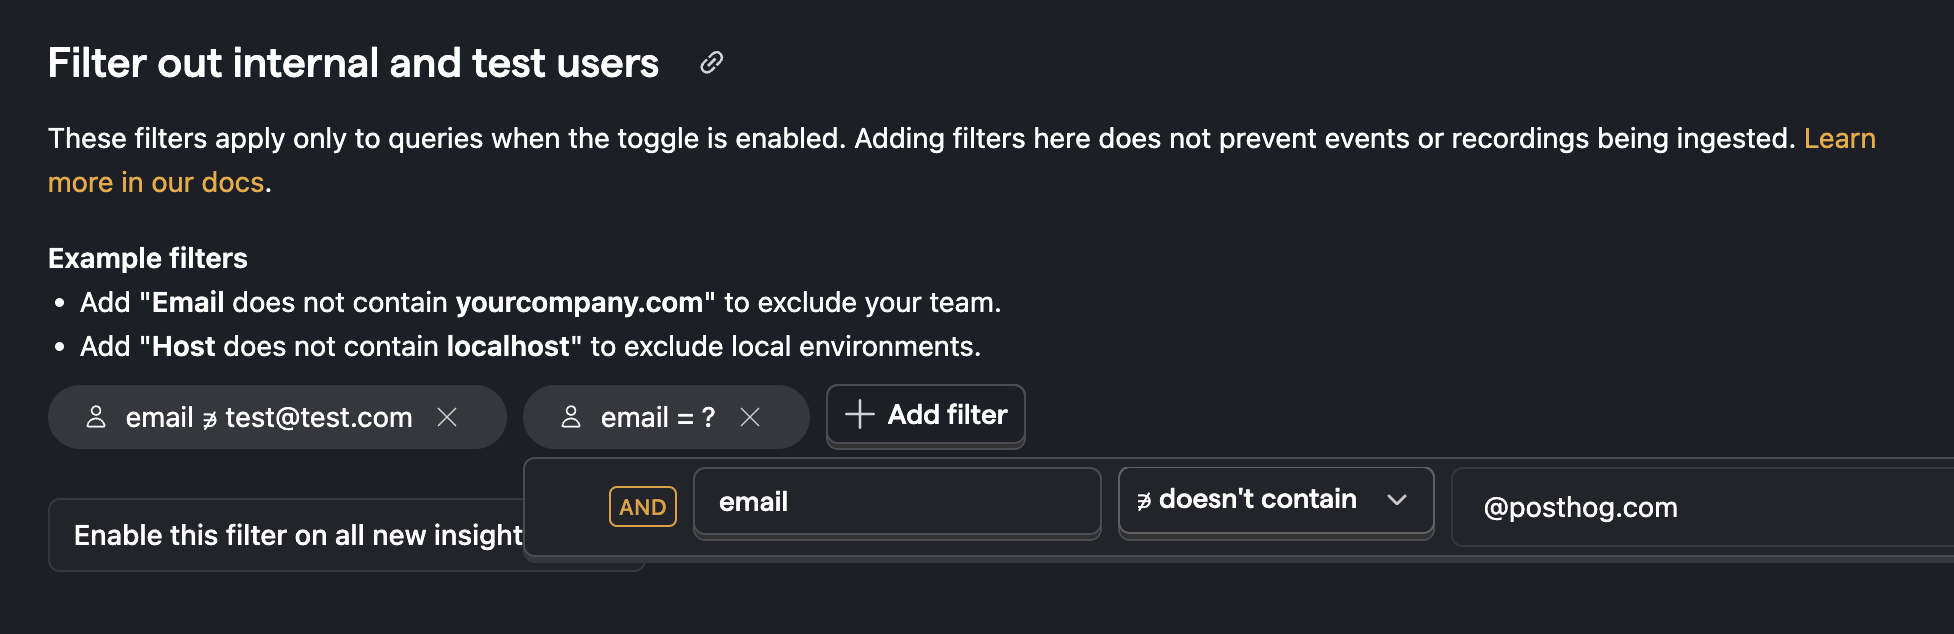 Filter out internal and test users
These filters apply only to queries when the toggle is enabled. Adding filters here does not prevent events or recordings being ingested. Learn
more in our docs.
Example filters
• Add "Email does not contain yourcompany.com" to exclude your team.
• Add "Host does not contain localhost" to exclude local environments.
email ∌ test@test.com
email = ?
Add filter
AND email ∌ doesn't contain @posthog.com
Enable this filter on all new insight